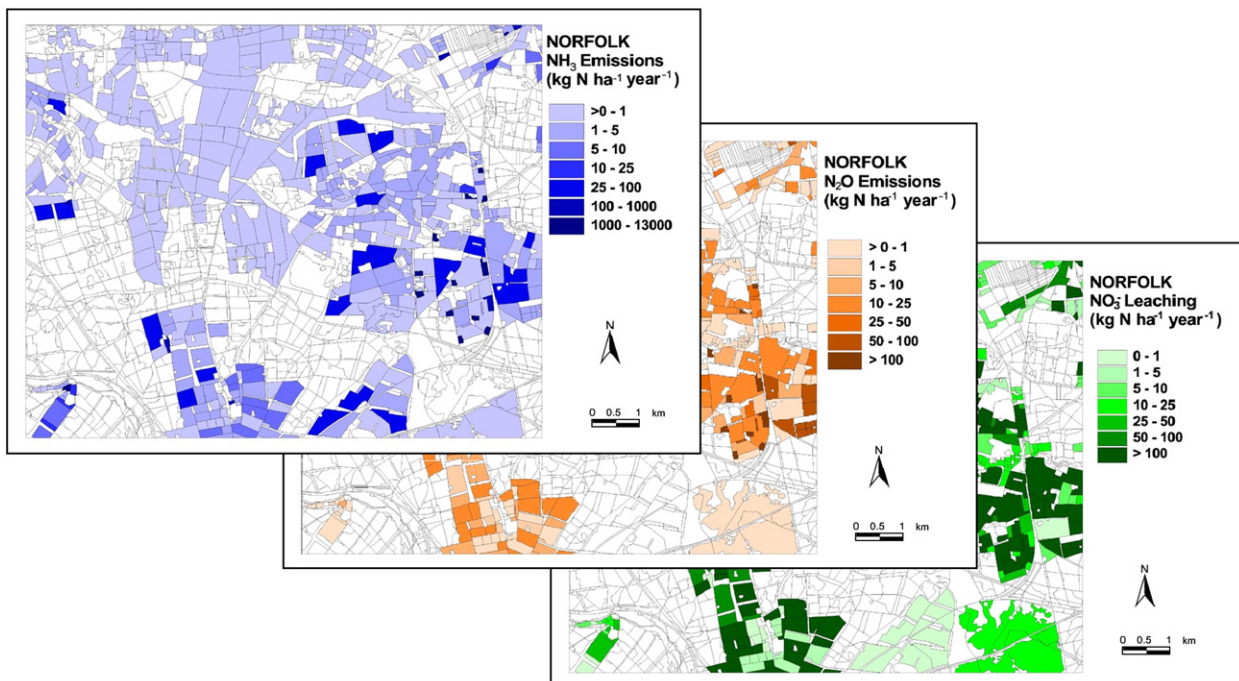 NORFOLK
NH₃ Emissions
(kg N ha⁻¹ year⁻¹)
>0 - 1
1 - 5
5 - 10
10 - 25
25 - 100
100 - 1000
1000 - 13000
N
0 0.5 1 km
NORFOLK
N₂O Emissions
(kg N ha⁻¹ year⁻¹)
> 0 - 1
1 - 5
5 - 10
10 - 25
25 - 50
50 - 100
> 100
N
0 0.5 1 km
NORFOLK
NO₃⁻ Leaching
(kg N ha⁻¹ year⁻¹)
0 - 1
1 - 5
5 - 10
10 - 25
25 - 50
50 - 100
> 100
N
0 0.5 1 km